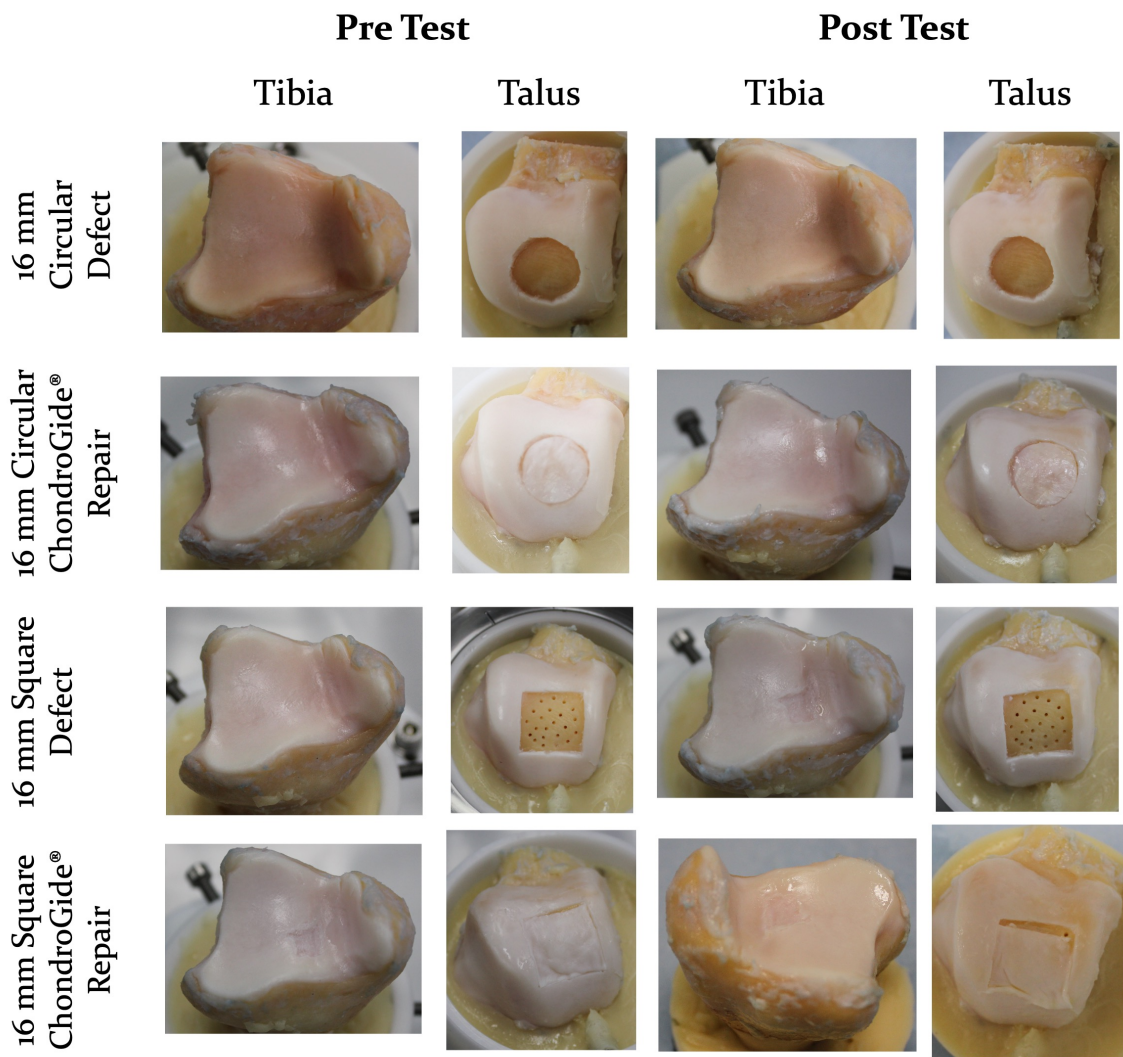 Pre Test
Post Test
Tibia
Talus
Tibia
Talus
16 mm
Circular
Defect
16 mm Circular
ChondroGide®
Repair
16 mm Square
Defect
16 mm Square
ChondroGide®
Repair